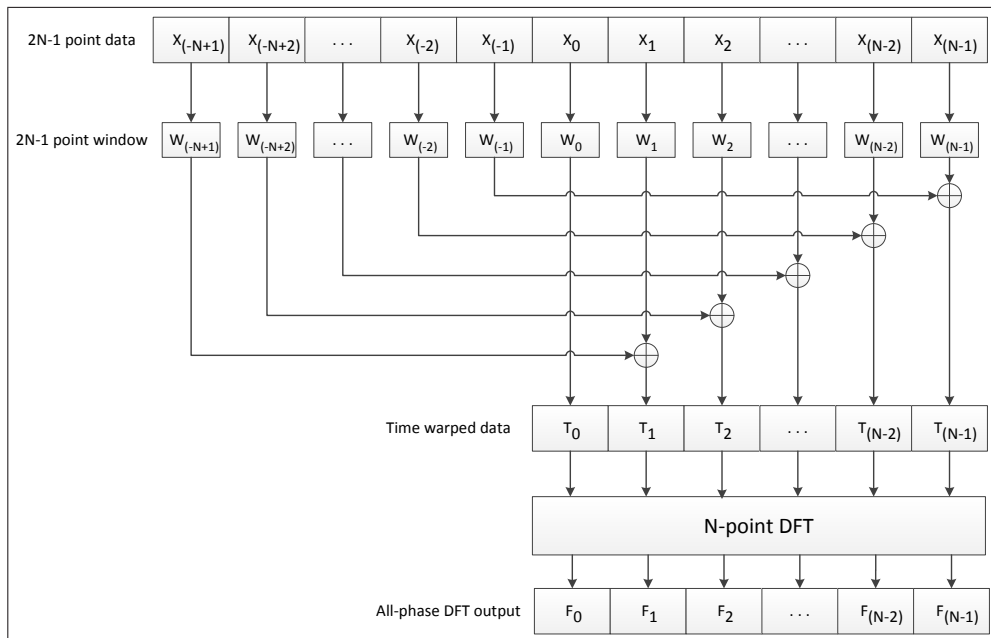 2N-1 point data X(-N+1) X(-N+2) ... X(-2) X(-1) X0 X1 X2 ... X(N-2) X(N-1)
2N-1 point window W(-N+1) W(-N+2) ... W(-2) W(-1) W0 W1 W2 ... W(N-2) W(N-1)
Time warped data T0 T1 T2 ... T(N-2) T(N-1)
N-point DFT
All-phase DFT output F0 F1 F2 ... F(N-2) F(N-1)